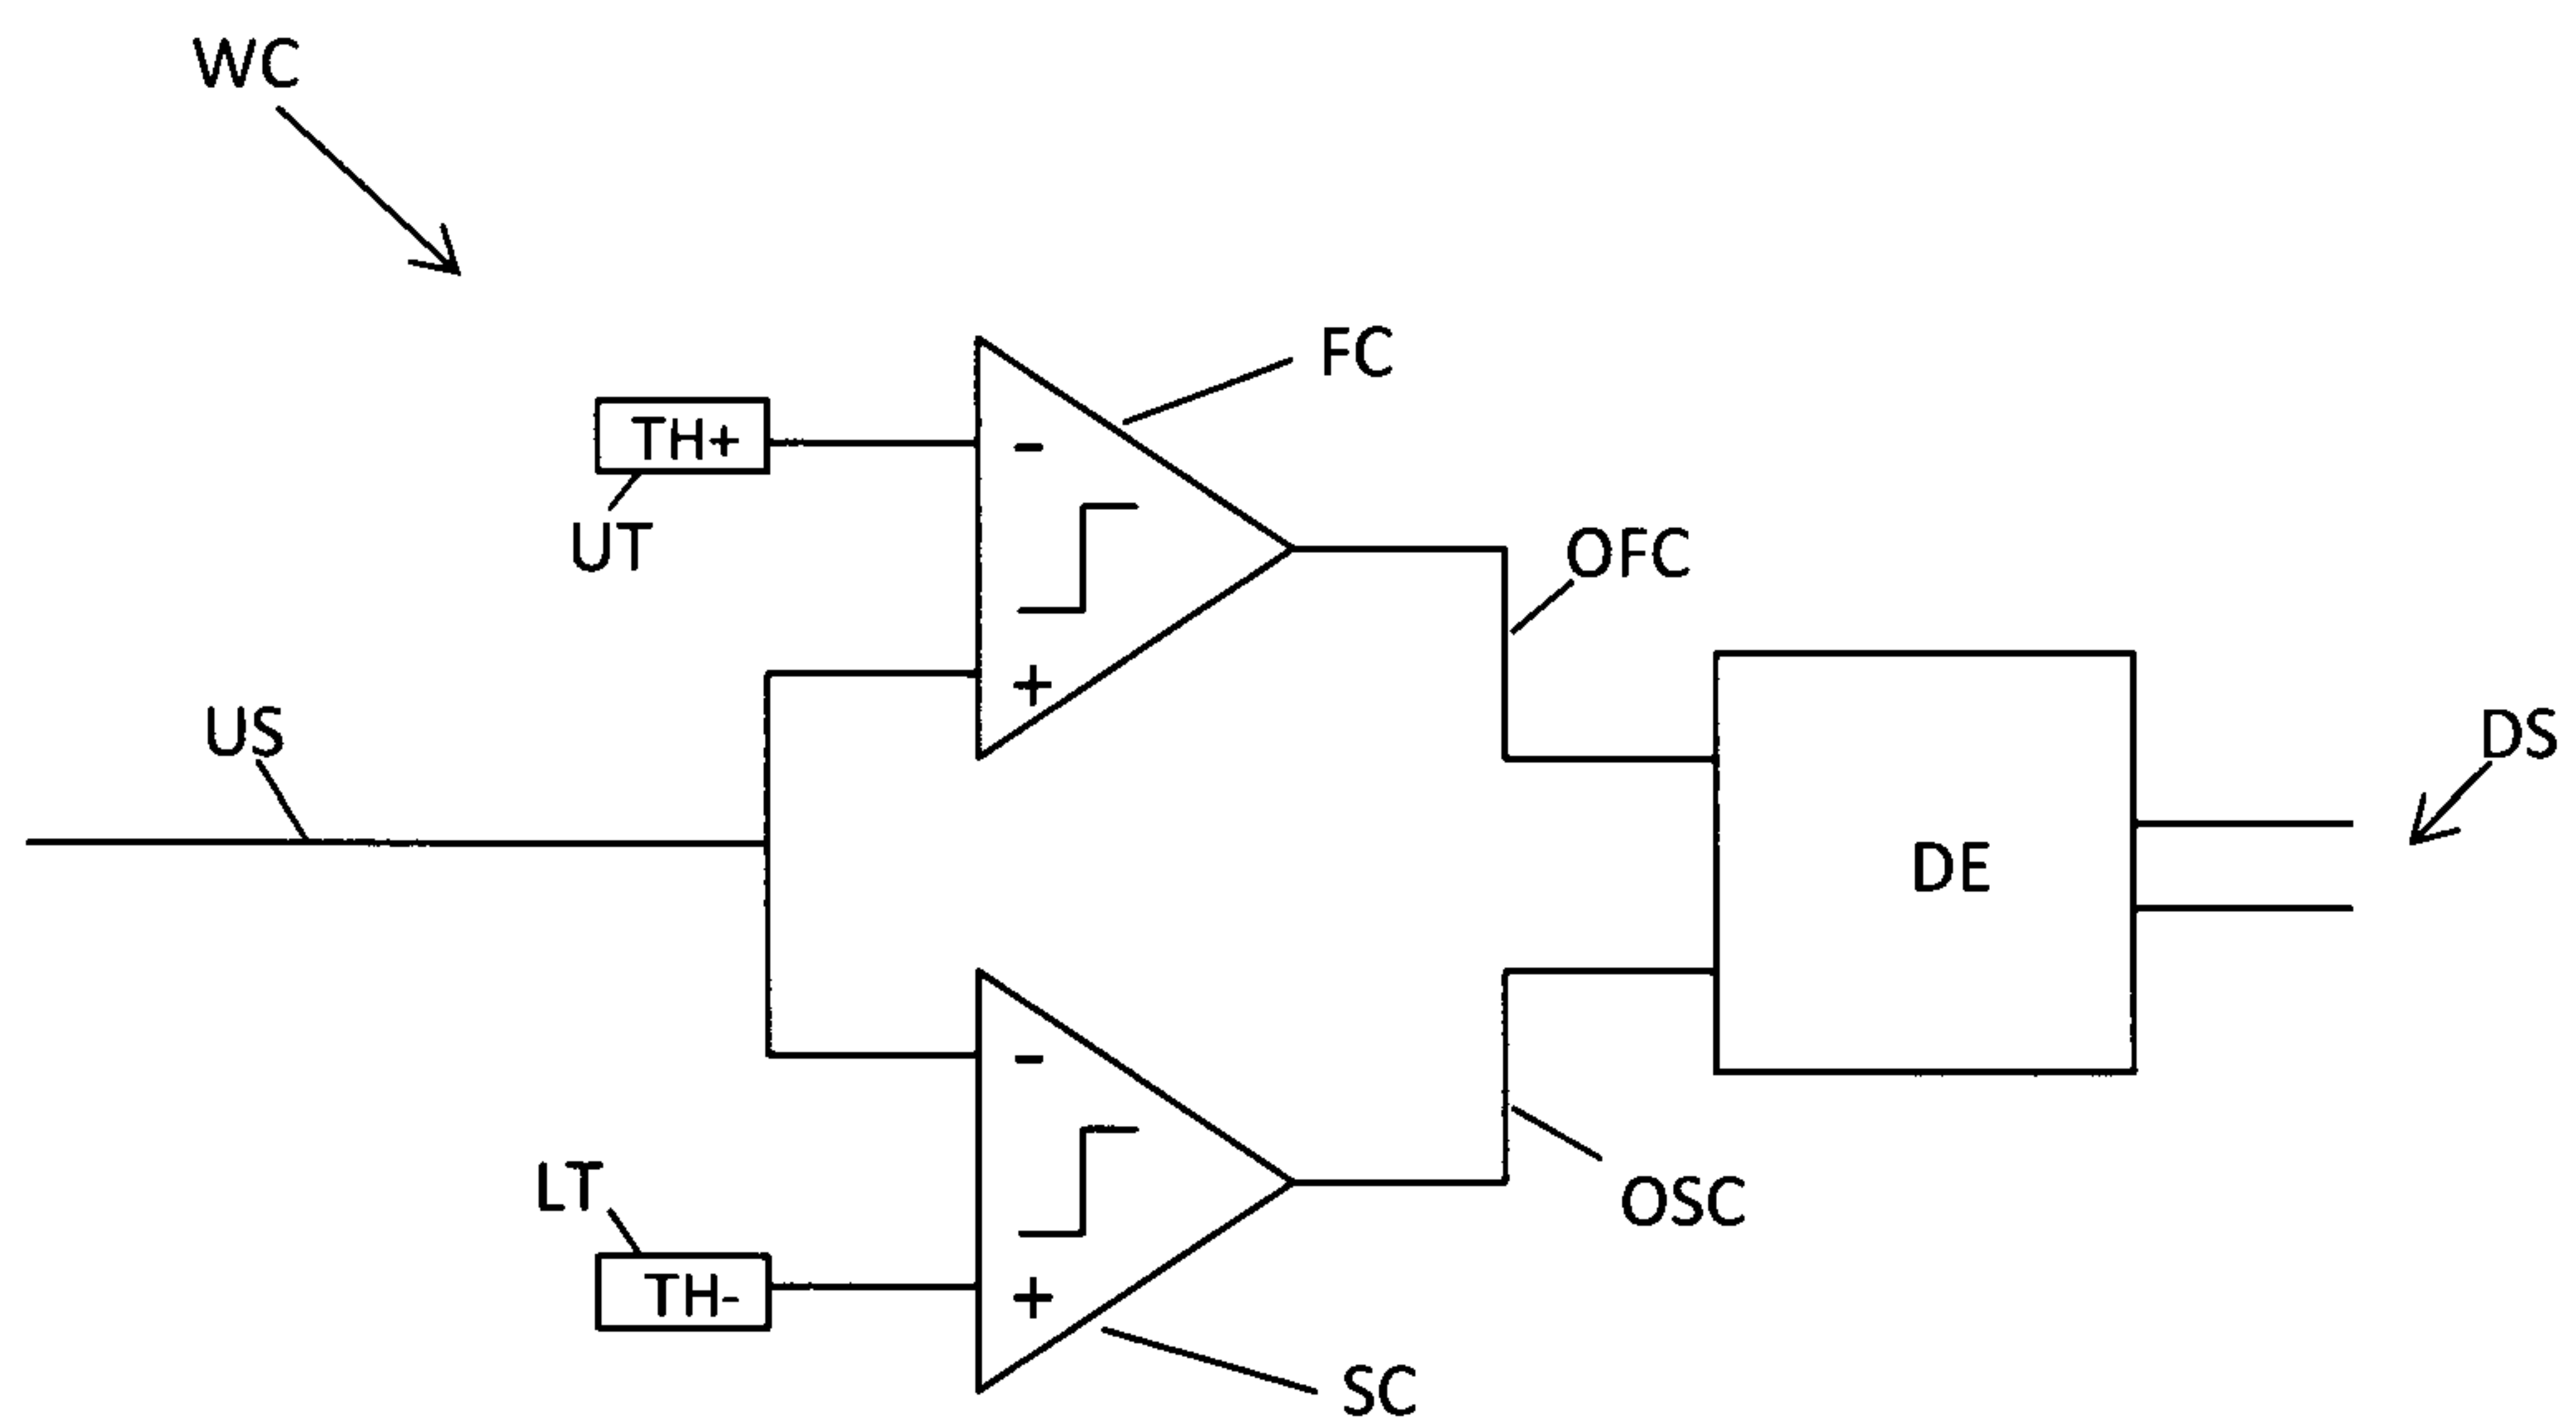 WC
FC
TH+
-
UT
OFC
+
US
DS
DE
-
LT
OSC
TH-
+
SC